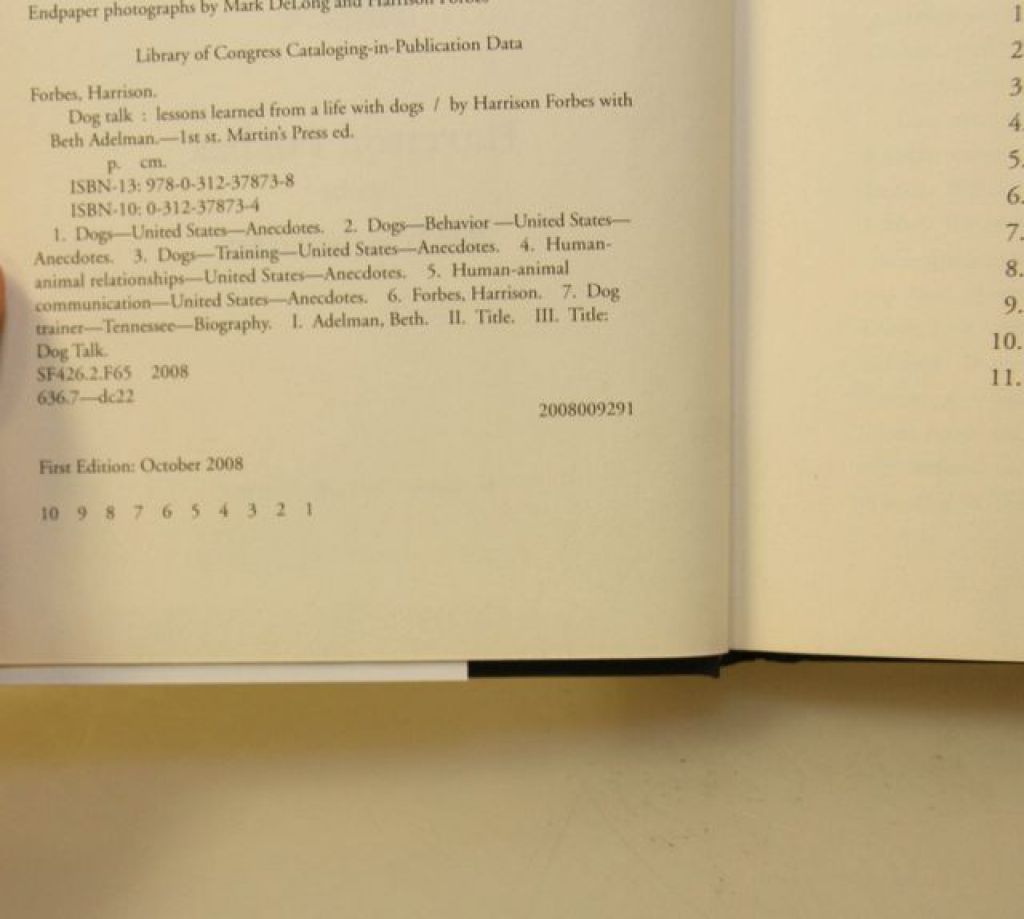 Endpaper photographs by Mark DeLong and Harrison Forbes
Library of Congress Cataloging-in-Publication Data
Forbes, Harrison.
Dog talk : lessons learned from a life with dogs / by Harrison Forbes with
Beth Adelman.—1st st. Martin's Press ed.
p. cm.
ISBN-13: 978-0-312-37873-8
ISBN-10: 0-312-37873-4
1. Dogs—United States—Anecdotes. 2. Dogs—Behavior —United States—
Anecdotes. 3. Dogs—Training—United States—Anecdotes. 4. Human-
animal relationships—United States—Anecdotes. 5. Human-animal
communication—United States—Anecdotes. 6. Forbes, Harrison. 7. Dog
trainer—Tennessee—Biography. I. Adelman, Beth. II. Title. III. Title:
Dog Talk.
SF426.2.F65 2008
636.7—dc22
2008009291
First Edition: October 2008
10 9 8 7 6 5 4 3 2 1
1
2
3
4.
5.
6.
7.
8.
9.
10.
11.